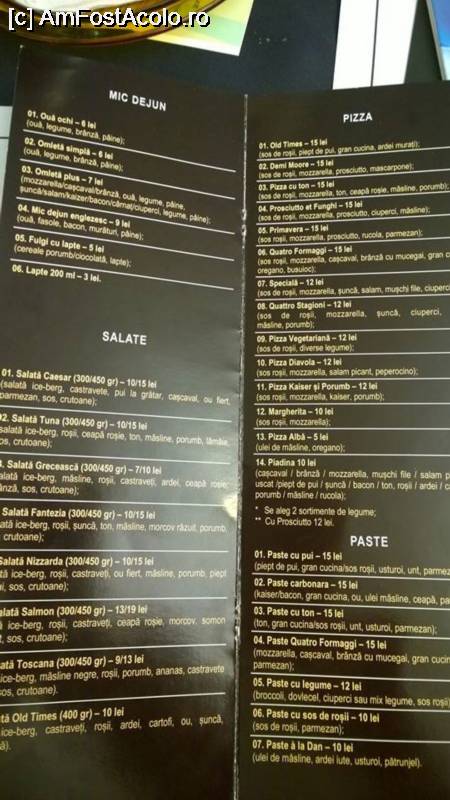 [c] AmFostAcolo.ro
MIC DEJUN
01. Ouă ochi – 6 lei
(ouă, legume, brânză, pâine);
02. Omletă simplă – 6 lei
(ouă, legume, brânză, pâine);
03. Omletă plus – 7 lei
(mozzarella/cașcaval/brânză, ouă, legume, pâine,
șuncă/salam/kaizer/bacon/cârnaț/ciuperci, legume, pâine);
04. Mic dejun englezesc – 9 lei
(ouă, fasole, bacon, murături, pâine);
05. Fulgi cu lapte – 5 lei
(cereale porumb/ciocolată, lapte);
06. Lapte 200 ml – 3 lei.
SALATE
01. Salată Caesar (300/450 gr) – 10/15 lei
(salată ice-berg, castravete, pui la grătar, cașcaval, ou fiert,
parmezan, sos, crutoane);
02. Salată Tuna (300/450 gr) – 10/15 lei
salată ice-berg, roșii, ceapă roșie, ton, măsline, porumb, lămâie,
sos, crutoane);
3. Salată Grecească (300/450 gr) – 7/10 lei
lată ice-berg, măsline, roșii, castraveți, ardei, ceapă roșie,
ânză, sos, crutoane);
Salată Fantezia (300/450 gr) – 10/15 lei
ată ice-berg, roșii, șuncă, ton, măsline, morcov răzuit, porumb,
crutoane);
Salată Nizzarda (300/450 gr) – 10/15 lei
ă ice-berg, roșii, castraveți, ou fiert, măsline, porumb, piept
i, sos, crutoane);
alată Salmon (300/450 gr) – 13/19 lei
ice-berg, roșii, castraveți, ceapă roșie, morcov, somon
t, sos, crutoane);
ată Toscana (300/450 gr) – 9/13 lei
ice-berg, măsline negre, roșii, porumb, ananas, castravete
sos, crutoane).
tă Old Times (400 gr) – 10 lei
ice-berg, castraveți, roșii, ardei, cartofi, ou, șuncă,
PIZZA
01. Old Times – 15 lei
(sos de roșii, piept de pui, gran cucina, ardei murați);
02. Demi Moore – 15 lei
(sos de roșii, mozzarella, prosciutto, mascarpone);
03. Pizza cu ton – 15 lei
(sos de roșii, mozzarella, ton, ceapă roșie, măsline, porumb);
04. Prosciutto et Funghi – 15 lei
(sos de roșii, mozzarella, prosciutto, ciuperci, măsline);
05. Primavera – 15 lei
(sos de roșii, mozzarella, prosciutto, rucola, parmezan);
06. Quattro Formaggi – 15 lei
(sos de roșii, mozzarella, cașcaval, brânză cu mucegai, gran cu
oregano, busuioc);
07. Specială – 12 lei
(sos de roșii, mozzarella, șuncă, salam, mușchi file, ciuperci
08. Quattro Stagioni – 12 lei
(sos de roșii, mozzarella, șuncă, ciuperci,
măsline, porumb);
09. Pizza Vegetariană – 12 lei
(sos de roșii, diverse legume);
10. Pizza Diavola – 12 lei
(sos de roșii, mozzarella, salam picant, peperocino);
11. Pizza Kaiser și Porumb – 12 lei
(sos de roșii, mozzarella, kaiser, porumb);
12. Margherita – 10 lei
(sos de roșii, mozzarella);
13. Pizza Albă – 5 lei
(ulei de măsline, oregano);
14. Piadina 10 lei
(cașcaval / brânză / mozzarella, mușchi file / salam p
uscat /piept de pui / șuncă / bacon / ton, roșii / ardei / c
porumb / măsline / rucola);
* Se aleg 2 sortimente de legume;
** Cu Prosciutto 12 lei.
PASTE
01. Paste cu pui – 15 lei
(piept de pui, gran cucina/sos roșii, usturoi, unt, parmeza
02. Paste carbonara – 15 lei
(kaiser/bacon, gran cucina, ou, ulei măsline, ceapă, pa
03. Paste cu ton – 15 lei
(ton, gran cucina/sos roșii, unt, usturoi, parmezan);
04. Paste Quatro Formaggi – 15 lei
(mozzarella, cașcaval, brânză cu mucegai, gran cucin
parmezan);
05. Paste cu legume – 12 lei
(broccoli, dovlecel, ciuperci sau mix legume, sos roșii
06. Paste cu sos de roșii – 10 lei
(sos de roșii, parmezan);
07. Paste à la Dan – 10 lei
(ulei de măsline, ardei iute, usturoi, pătrunjel).